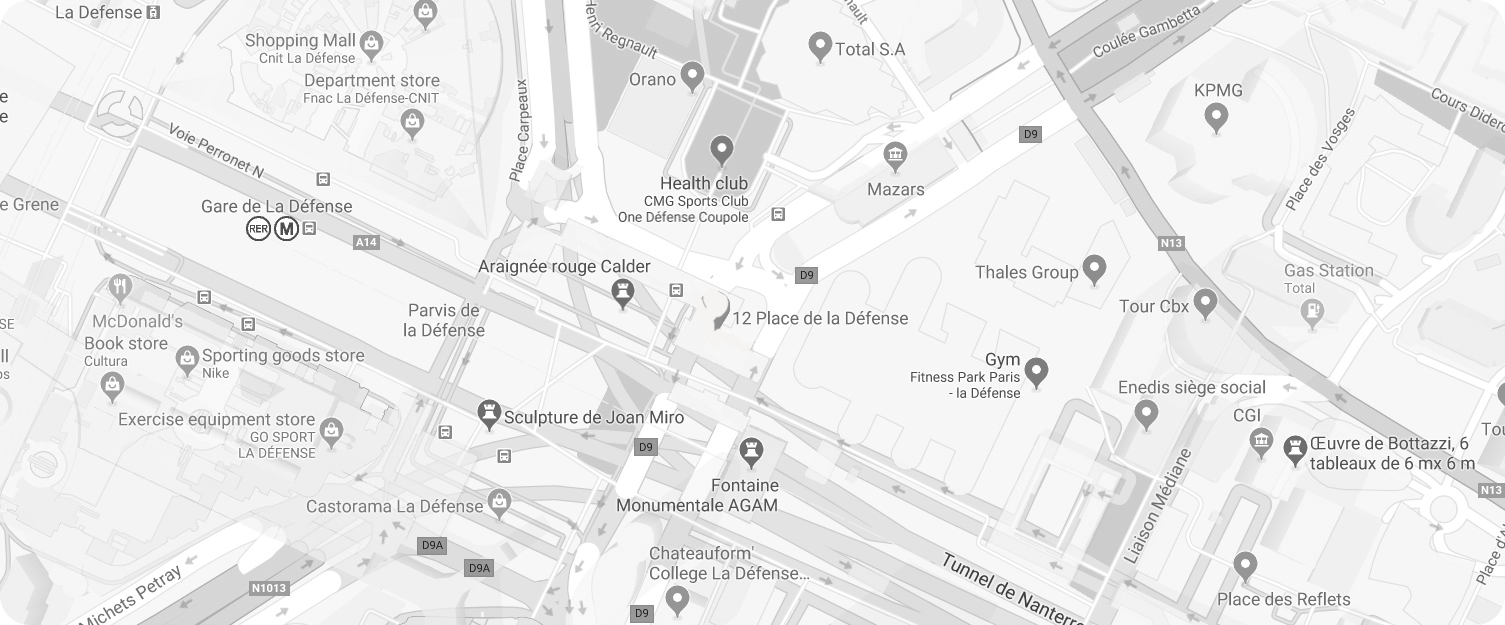 La Defense
Shopping Mall
Cnit La Défense
Department store
Fnac La Défense-CNIT
Place Carpeaux
Henri Regnault
Orano
Total S.A
Coulée Gambetta
KPMG
Cours Didero
Place des Vosges
D9
e
e
Voie Perronet N
Health club
CMG Sports Club
One Défense Coupole
Mazars
e Grene
Gare de La Défense
RER
M
A14
N13
Araignée rouge Calder
D9
Thales Group
Gas Station
Total
Tour Cbx
Parvis de
la Défense
12 Place de la Défense
McDonald's
Book store
Cultura
SE
Sporting goods store
Nike
Gym
Fitness Park Paris
- la Défense
Enedis siège social
CGI
Exercise equipment store
GO SPORT
LA DÉFENSE
Sculpture de Joan Miro
D9
Œuvre de Bottazzi, 6
tableaux de 6 mx 6 m
Fontaine
Monumentale AGAM
N13
Castorama La Défense
Liaison Médiane
D9A
D9A
Chateauform'
College La Défense...
Tunnel de Nanterre
N1013
Michets Petray
D9
Place des Reflets
Place d'A